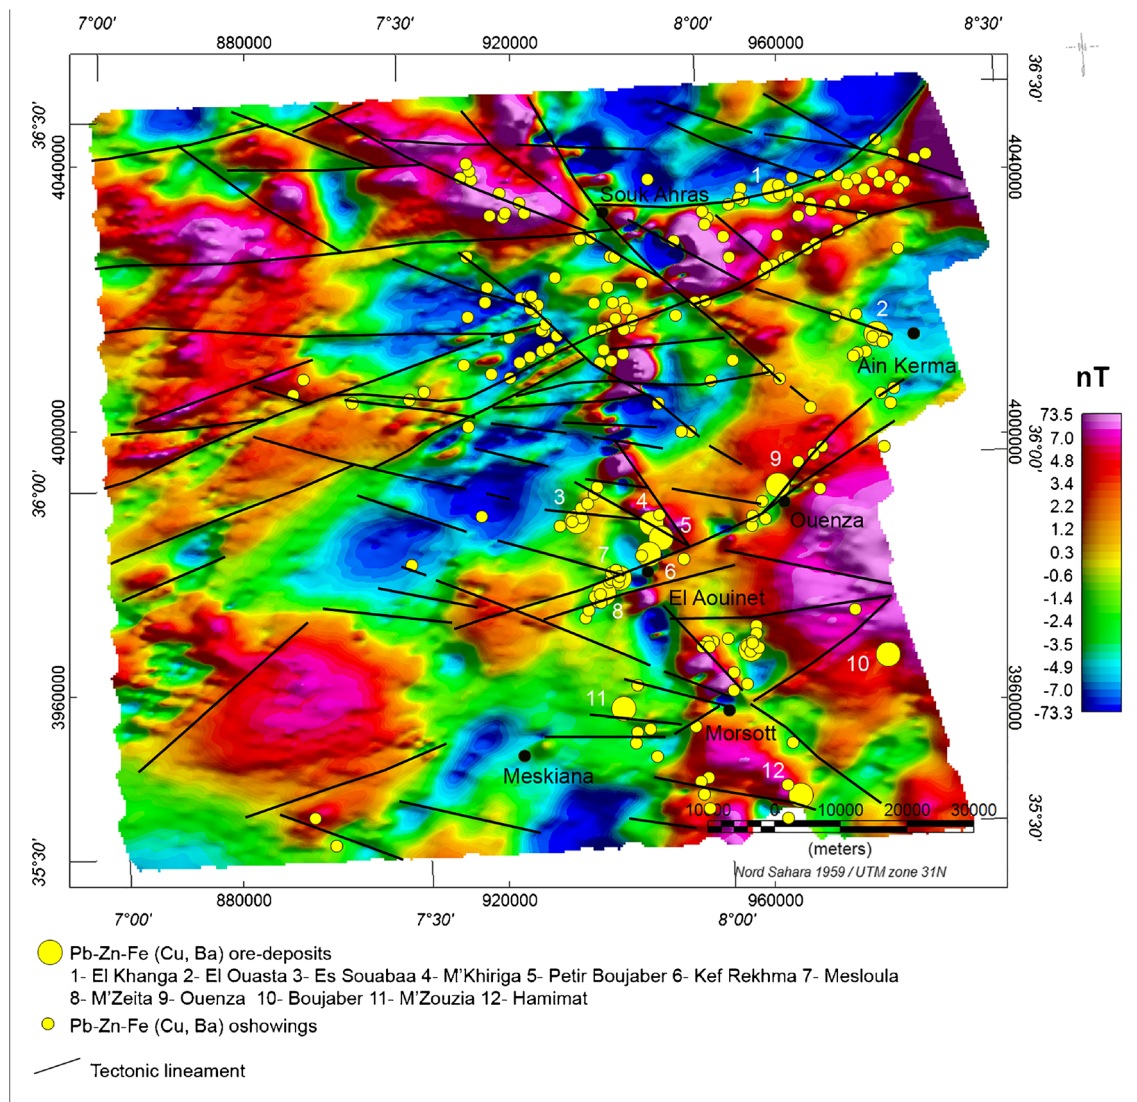 7°00' 7°30' 8°00' 8°30'
880000 920000 960000
36°30' 36°30'
4040000 4040000
1
Souk Ahras
2
Ain Kerma
nT
73.5
7.0
4.8
3.4
2.2
1.2
0.3
-0.6
-1.4
-2.4
-3.5
-4.9
-7.0
-73.3
4000000 4000000
36°00' 36°00'
9
3 4
Ouenza
5
7
6
El Aouinet
8
10
3960000 3960000
11
Morsott
12
Meskiana
10000 0 10000 20000 30000
(meters)
35°30' 35°30'
Nord Sahara 1959 / UTM zone 31N
880000 920000 960000
7°00' 7°30' 8°00'
Pb-Zn-Fe (Cu, Ba) ore-deposits
1- El Khanga 2- El Ouasta 3- Es Souabaa 4- M'Khiriga 5- Petir Boujaber 6- Kef Rekhma 7- Mesloula
8- M'Zeita 9- Ouenza 10- Boujaber 11- M'Zouzia 12- Hamimat
Pb-Zn-Fe (Cu, Ba) oshowings
Tectonic lineament